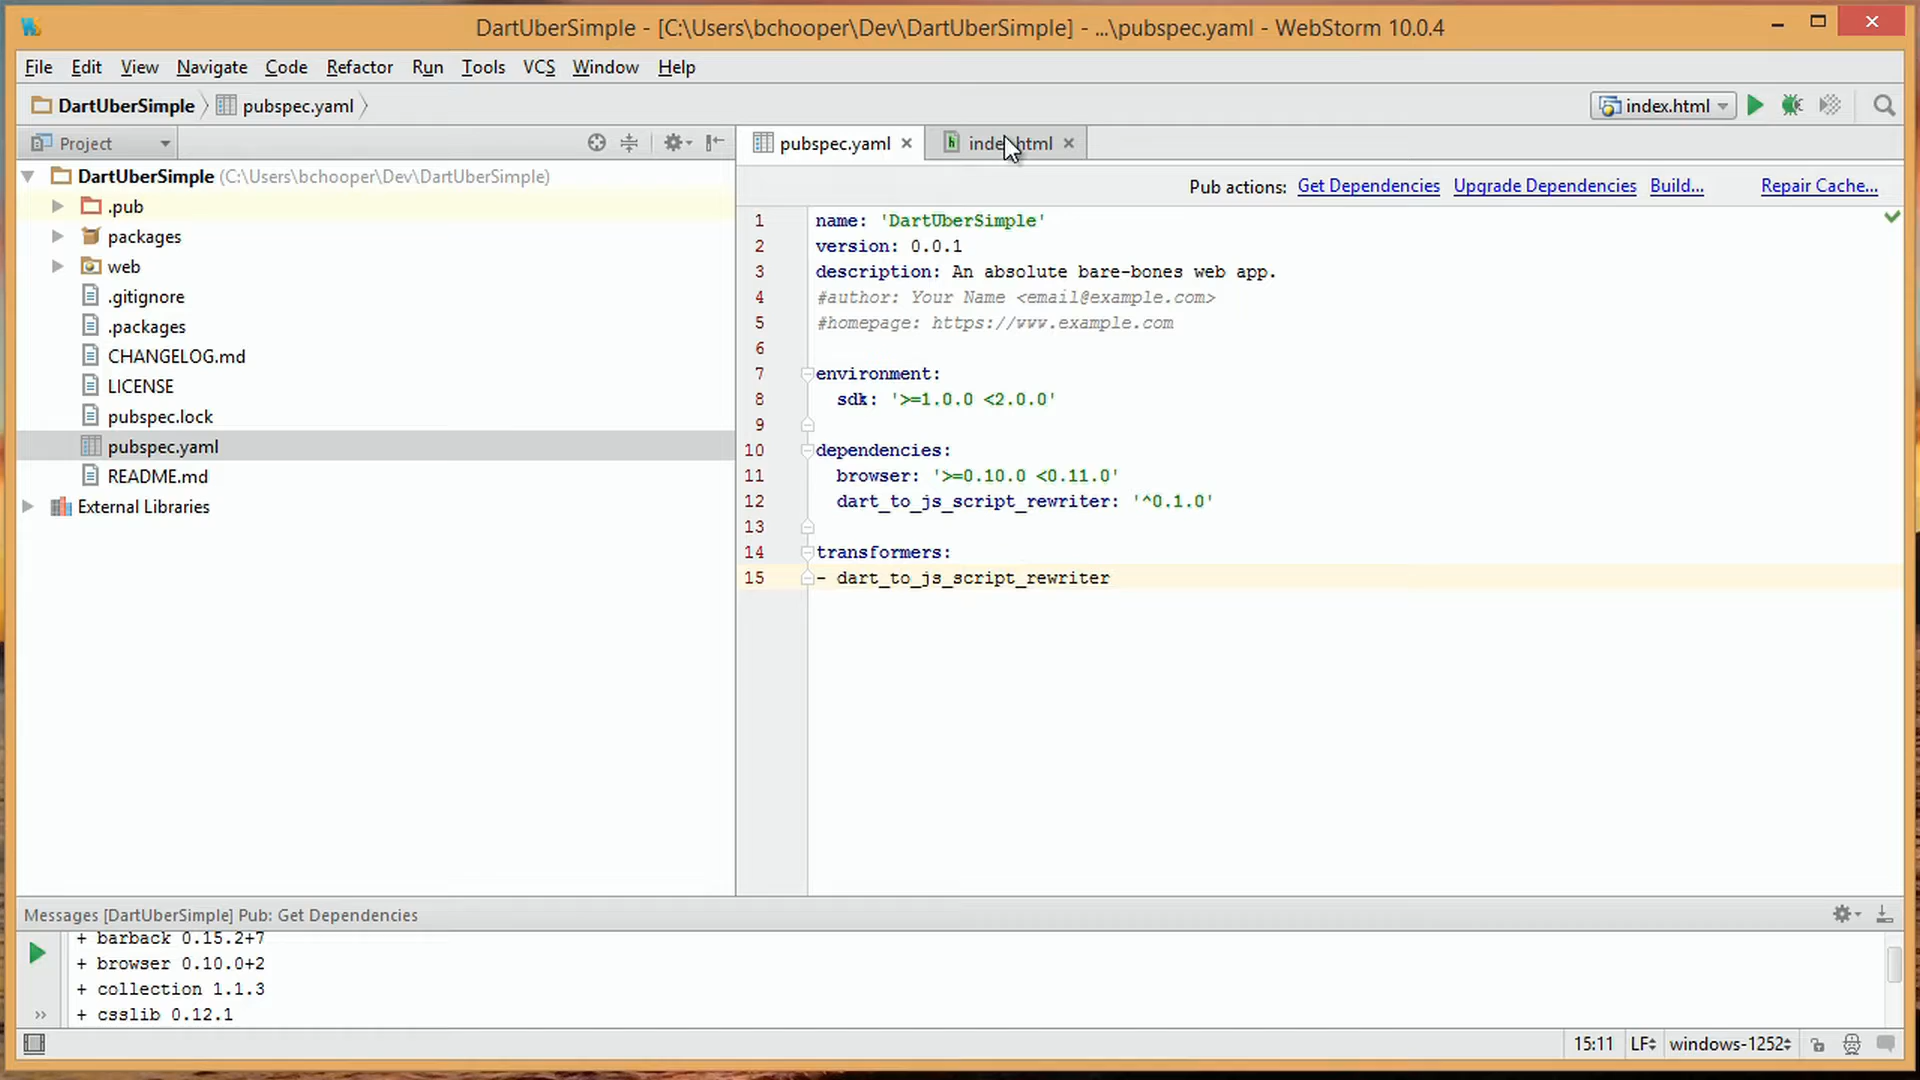 DartUberSimple - [C:\Users\bchooper\Dev\DartUberSimple] - ...\pubspec.yaml - WebStorm 10.0.4
File Edit View Navigate Code Refactor Run Tools VCS Window Help
DartUberSimple pubspec.yaml index.html
Project pubspec.yaml index.html
DartUberSimple (C:\Users\bchooper\Dev\DartUberSimple)
.pub
packages
web
.gitignore
.packages
CHANGELOG.md
LICENSE
pubspec.lock
pubspec.yaml
README.md
External Libraries
Pub actions: Get Dependencies Upgrade Dependencies Build... Repair Cache...
1 name: 'DartUberSimple'
2 version: 0.0.1
3 description: An absolute bare-bones web app.
4 #author: Your Name <email@example.com>
5 #homepage: https://www.example.com
6
7 environment:
8 sdk: '>=1.0.0 <2.0.0'
9
10 dependencies:
11 browser: '>=0.10.0 <0.11.0'
12 dart_to_js_script_rewriter: '^0.1.0'
13
14 transformers:
15 - dart_to_js_script_rewriter
Messages [DartUberSimple] Pub: Get Dependencies
+ barback 0.15.2+7
+ browser 0.10.0+2
+ collection 1.1.3
+ csslib 0.12.1
15:11 LF windows-1252